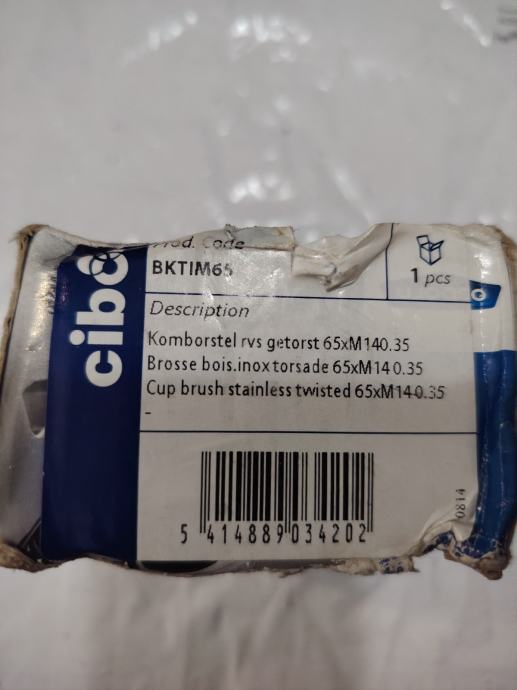 cibo
Prod. Code
BKTIM65
1 pcs
Description
Komborstel rvs getorst 65xM140.35
Brosse bois.inox torsade 65xM14 0.35
Cup brush stainless twisted 65xM14 0.35
-
0814
5 414889 034202